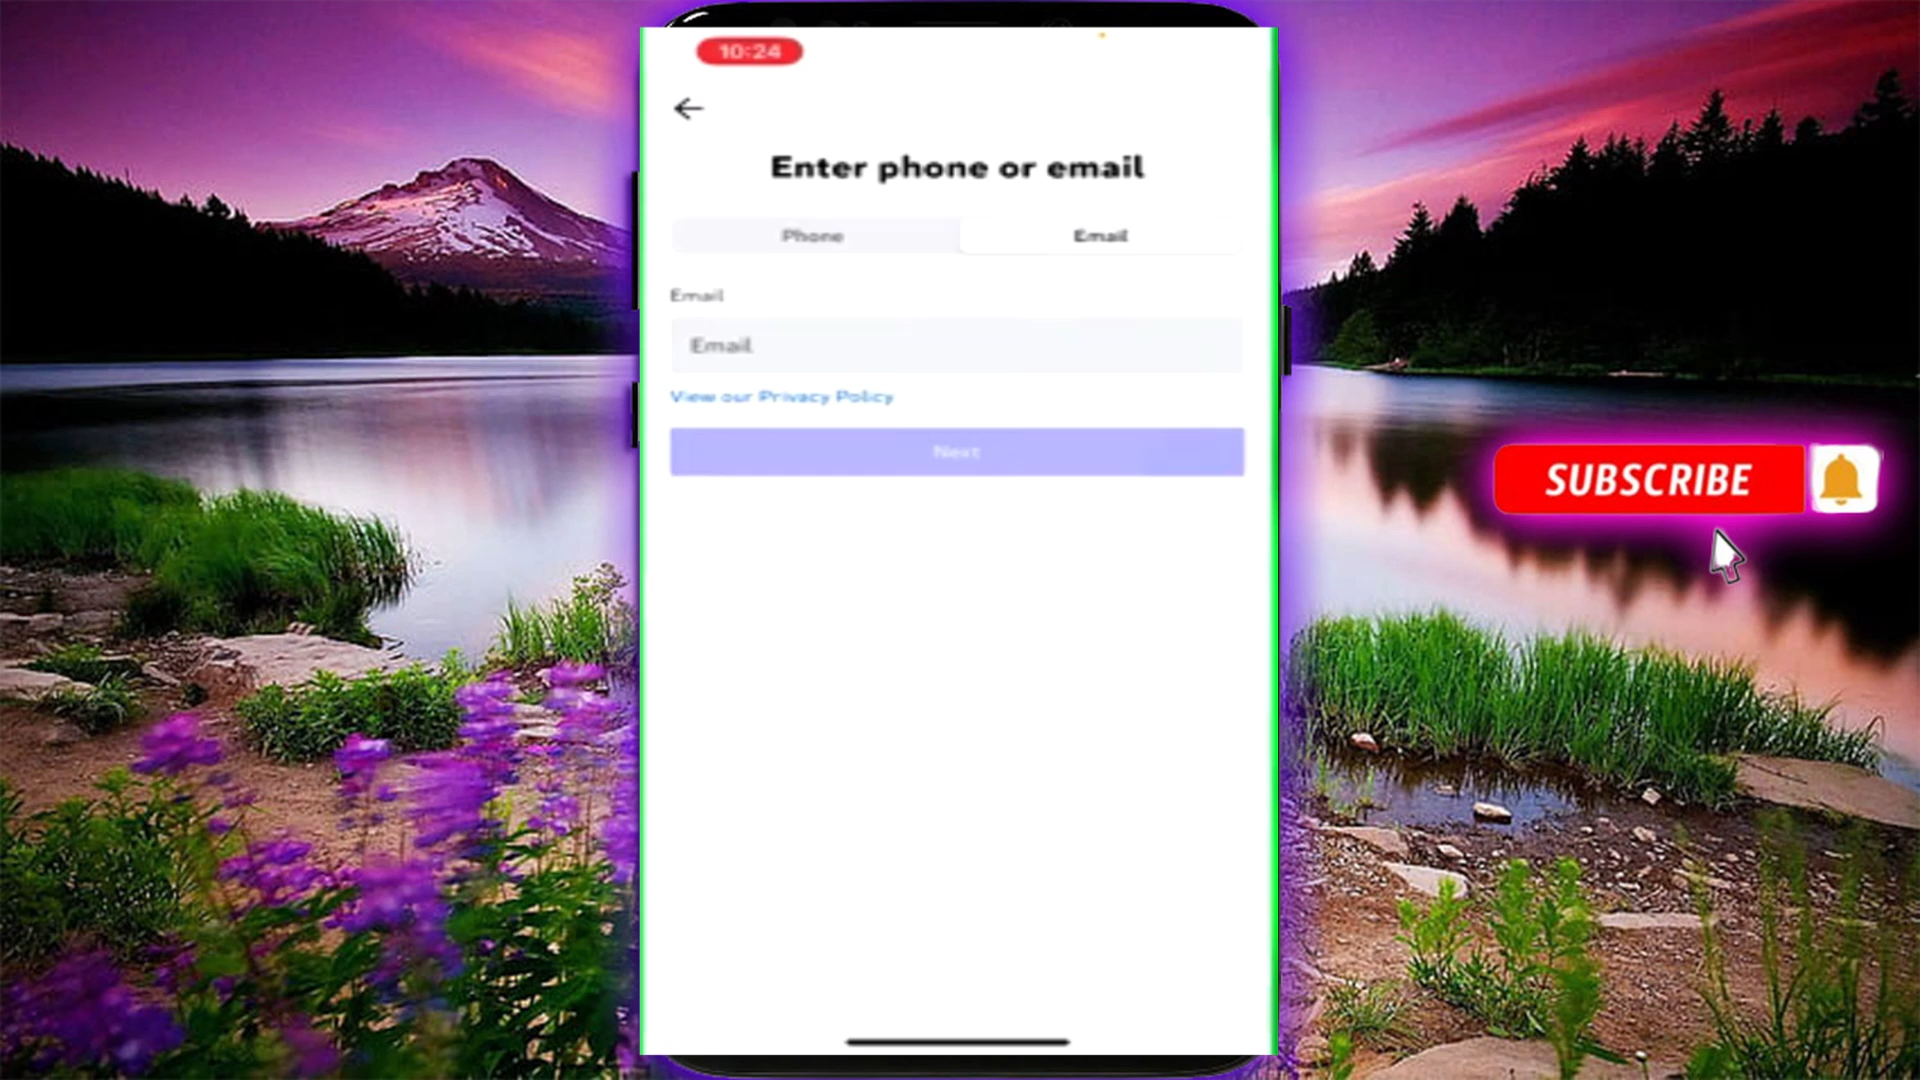 10:24
Enter phone or email
Phone
Email
Email
Email
View our Privacy Policy
Next
SUBSCRIBE